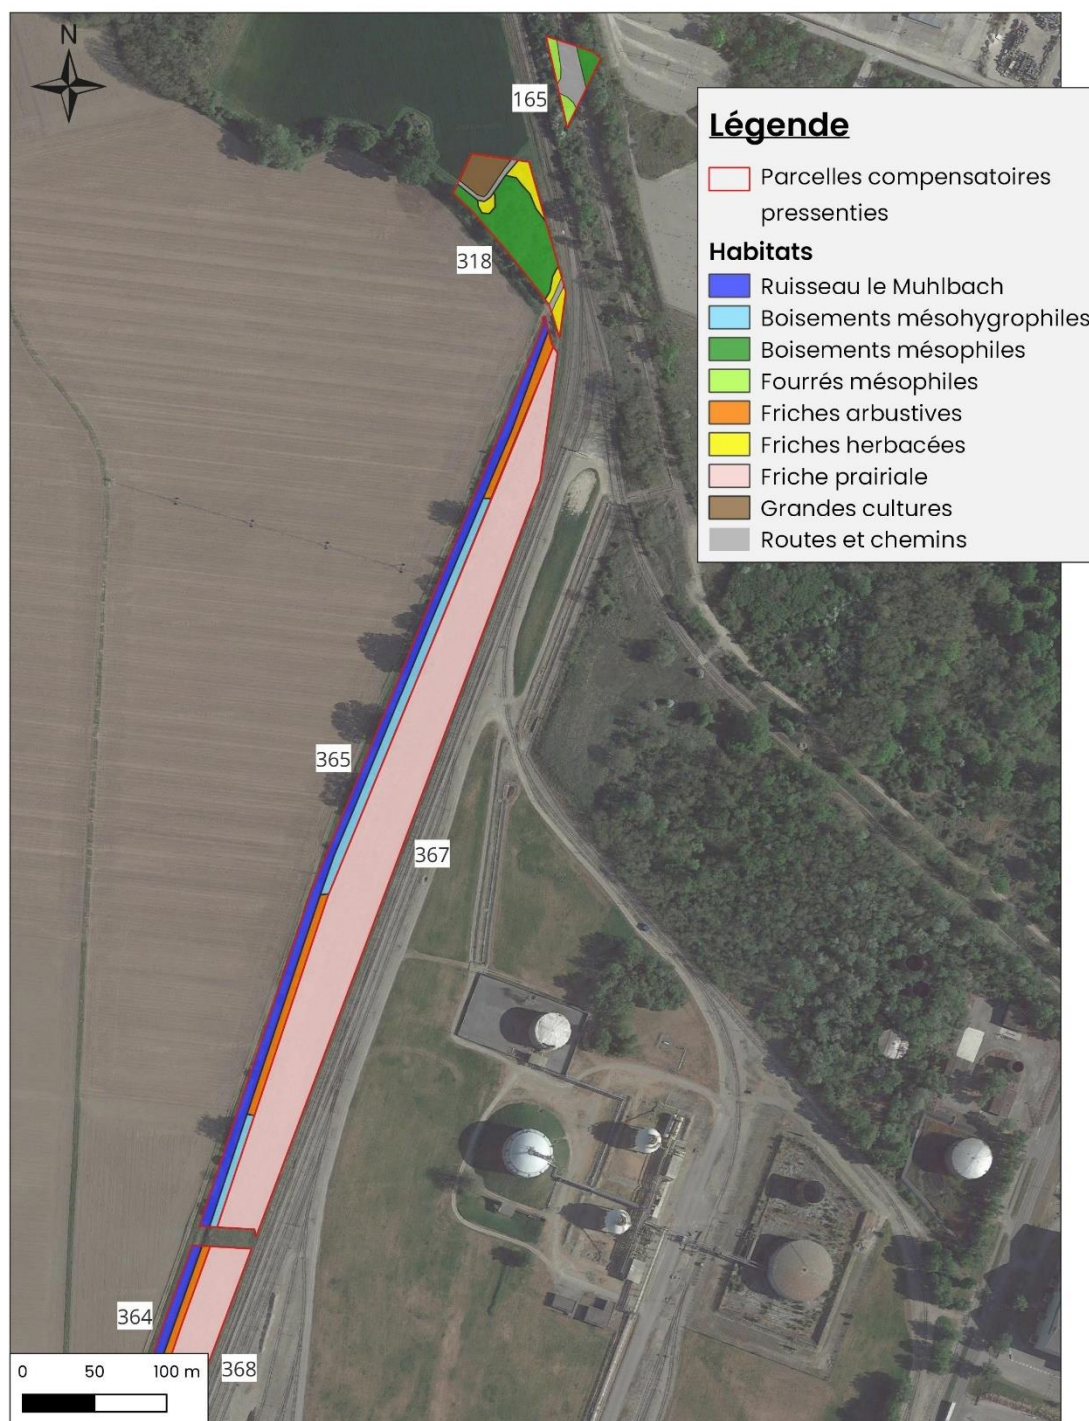 N
165
318
365
367
364
368
Légende
Parcelles compensatoires
pressenties
Habitats
Ruisseau le Muhlbach
Boisements mésohygrophiles
Boisements mésophiles
Fourrés mésophiles
Friches arbustives
Friches herbacées
Friche prairiale
Grandes cultures
Routes et chemins
0 50 100 m